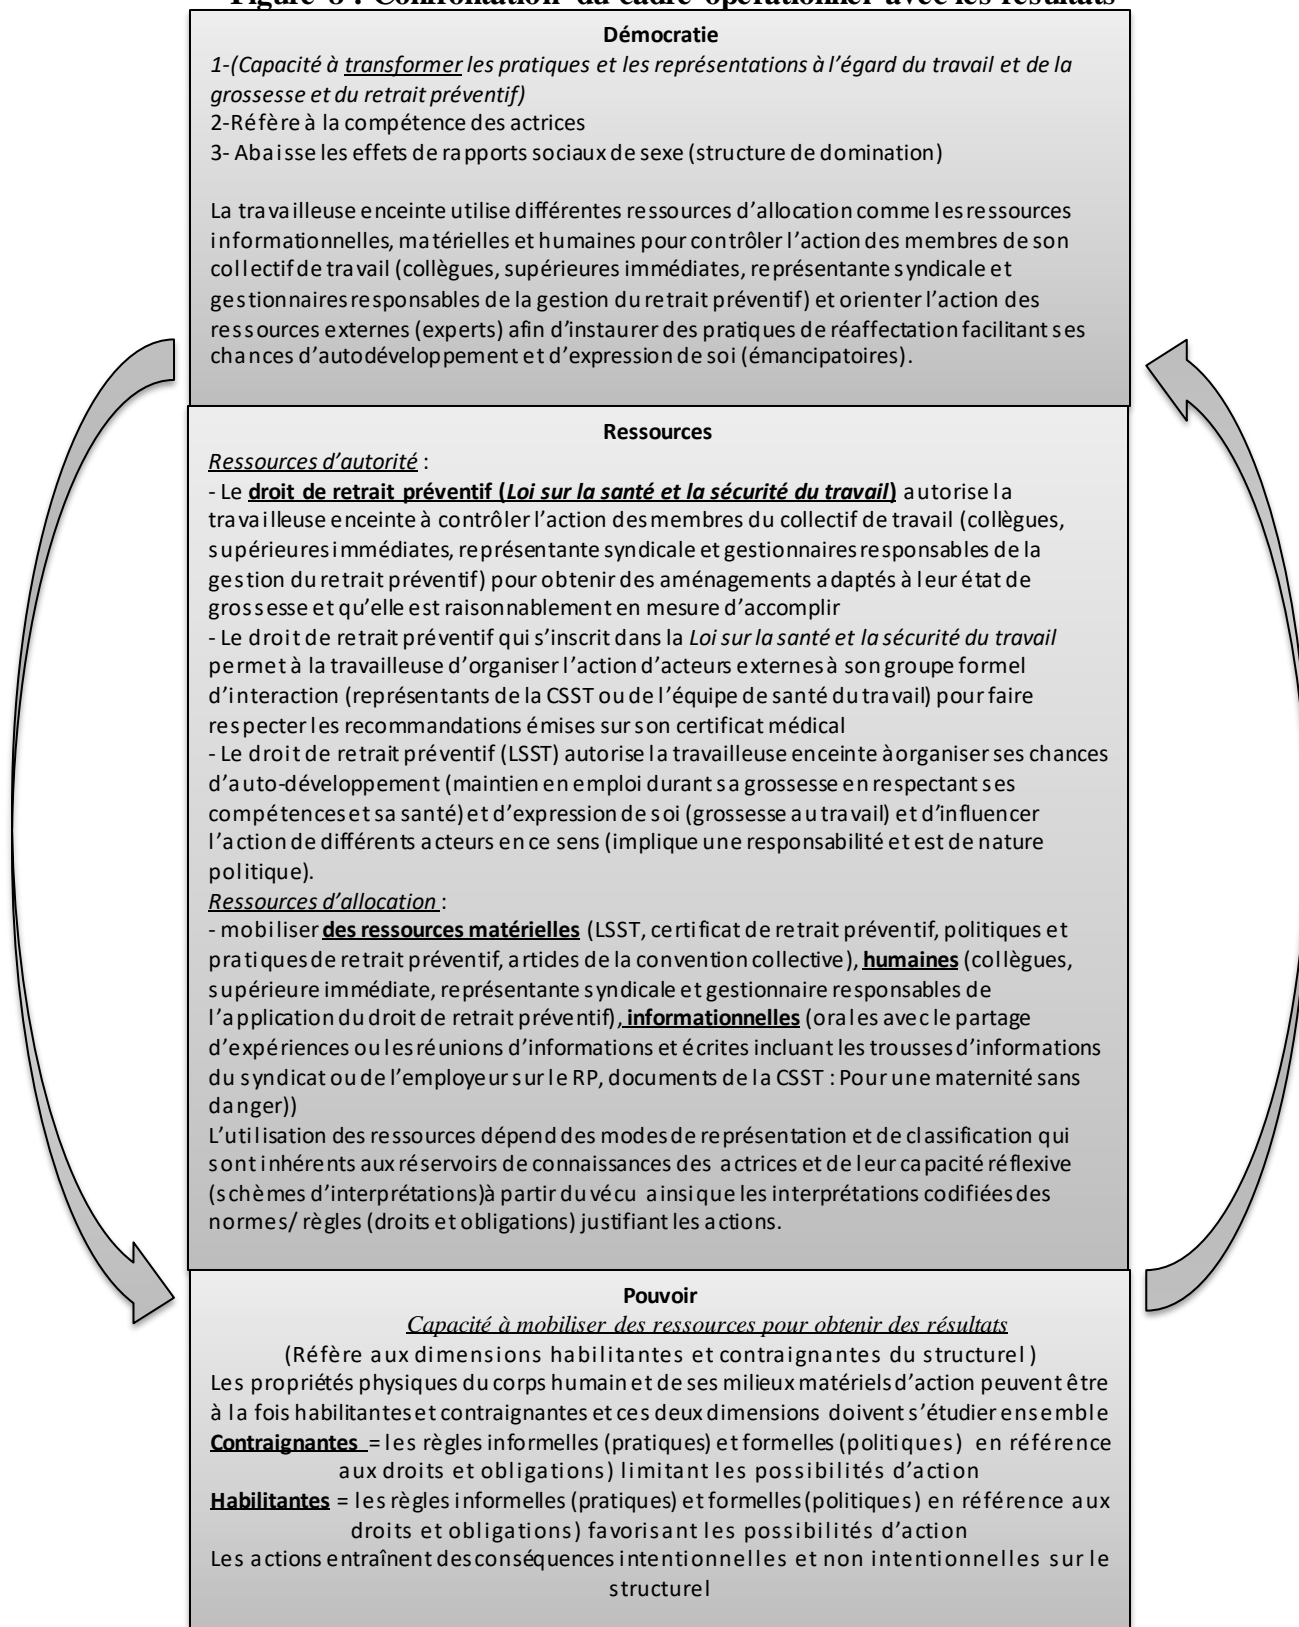 Figure 8 : Confrontation du cadre opérationnel avec les résultats
Démocratie
1-(Capacité à transformer les pratiques et les représentations à l’égard du travail et de la
grossesse et du retrait préventif)
2-Réfère à la compétence des actrices
3- Abaisse les effets de rapports sociaux de sexe (structure de domination)
La travailleuse enceinte utilise différentes ressources d’allocation comme les ressources
informationnelles, matérielles et humaines pour contrôler l’action des membres de son
collectif de travail (collègues, supérieures immédiates, représentante syndicale et
gestionnaires responsables de la gestion du retrait préventif) et orienter l’action des
ressources externes (experts) afin d’instaurer des pratiques de réaffectation facilitant ses
chances d’autodéveloppement et d’expression de soi (émancipatoires).
Ressources
Ressources d’autorité :
- Le droit de retrait préventif (Loi sur la santé et la sécurité du travail) autorise la
travailleuse enceinte à contrôler l’action des membres du collectif de travail (collègues,
supérieures immédiates, représentante syndicale et gestionnaires responsables de la
gestion du retrait préventif) pour obtenir des aménagements adaptés à leur état de
grossesse et qu’elle est raisonnablement en mesure d’accomplir
- Le droit de retrait préventif qui s’inscrit dans la Loi sur la santé et la sécurité du travail
permet à la travailleuse d’organiser l’action d’acteurs externes à son groupe formel
d’interaction (représentants de la CSST ou de l’équipe de santé du travail) pour faire
respecter les recommandations émises sur son certificat médical
- Le droit de retrait préventif (LSST) autorise la travailleuse enceinte à organiser ses chances
d’auto-développement (maintien en emploi durant sa grossesse en respectant ses
compétences et sa santé) et d’expression de soi (grossesse au travail) et d’influencer
l’action de différents acteurs en ce sens (implique une responsabilité et est de nature
politique).
Ressources d’allocation :
- mobiliser des ressources matérielles (LSST, certificat de retrait préventif, politiques et
pratiques de retrait préventif, articles de la convention collective), humaines (collègues,
supérieure immédiate, représentante syndicale et gestionnaire responsables de
l’application du droit de retrait préventif), informationnelles (orales avec le partage
d’expériences ou les réunions d’informations et écrites incluant les trousses d’informations
du syndicat ou de l’employeur sur le RP, documents de la CSST : Pour une maternité sans
danger))
L’utilisation des ressources dépend des modes de représentation et de classification qui
sont inhérents aux réservoirs de connaissances des actrices et de leur capacité réflexive
(schèmes d’interprétations)à partir du vécu ainsi que les interprétations codifiées des
normes/ règles (droits et obligations) justifiant les actions.
Pouvoir
Capacité à mobiliser des ressources pour obtenir des résultats
(Réfère aux dimensions habilitantes et contraignantes du structurel)
Les propriétés physiques du corps humain et de ses milieux matériels d’action peuvent être
à la fois habilitantes et contraignantes et ces deux dimensions doivent s’étudier ensemble
Contraignantes = les règles informelles (pratiques) et formelles (politiques) en référence
aux droits et obligations) limitant les possibilités d’action
Habilitantes = les règles informelles (pratiques) et formelles (politiques) en référence aux
droits et obligations) favorisant les possibilités d’action
Les actions entraînent des conséquences intentionnelles et non intentionnelles sur le
structurel